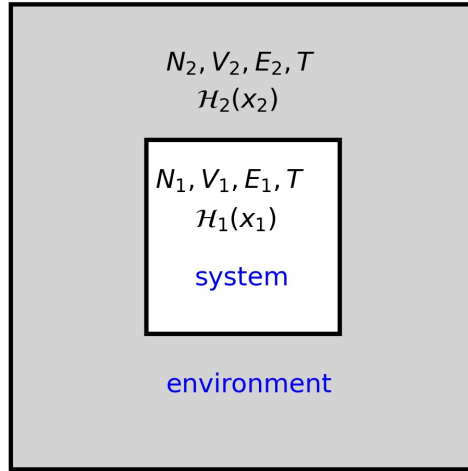 N₂, V₂, E₂, T
ℋ₂(x₂)
N₁, V₁, E₁, T
ℋ₁(x₁)
system
environment